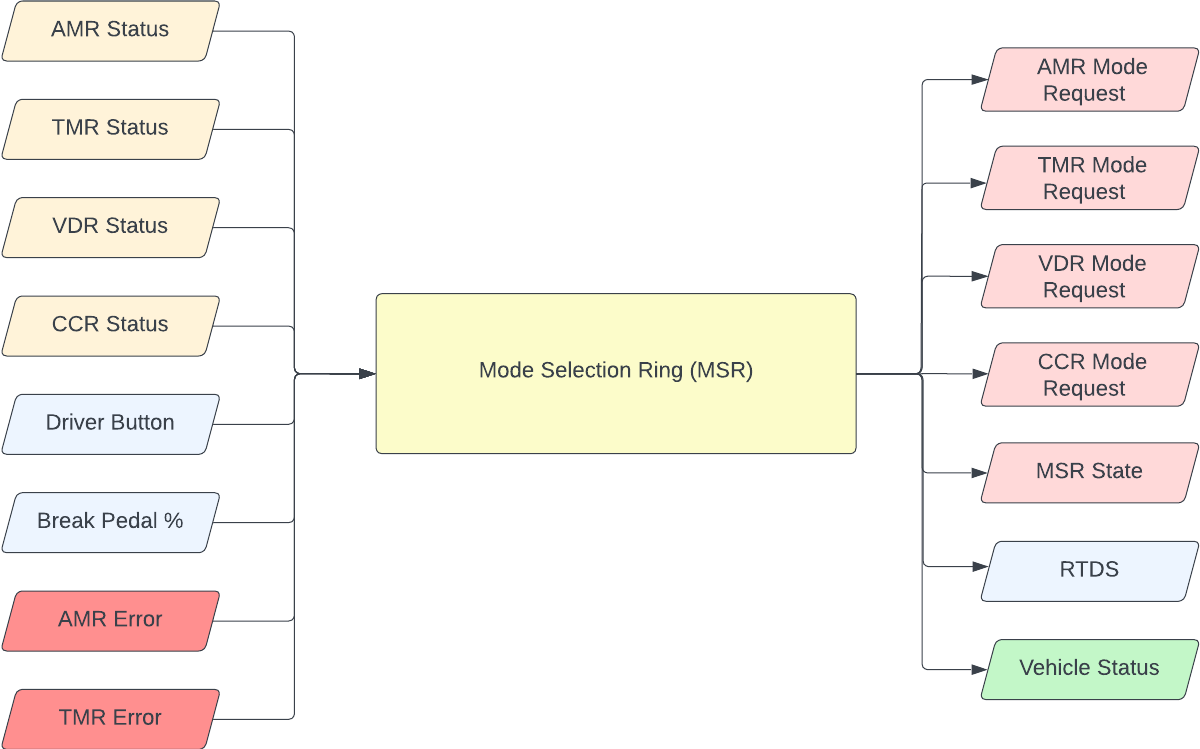 AMR Status
TMR Status
VDR Status
CCR Status
Driver Button
Break Pedal %
AMR Error
TMR Error
Mode Selection Ring (MSR)
AMR Mode
Request
TMR Mode
Request
VDR Mode
Request
CCR Mode
Request
MSR State
RTDS
Vehicle Status